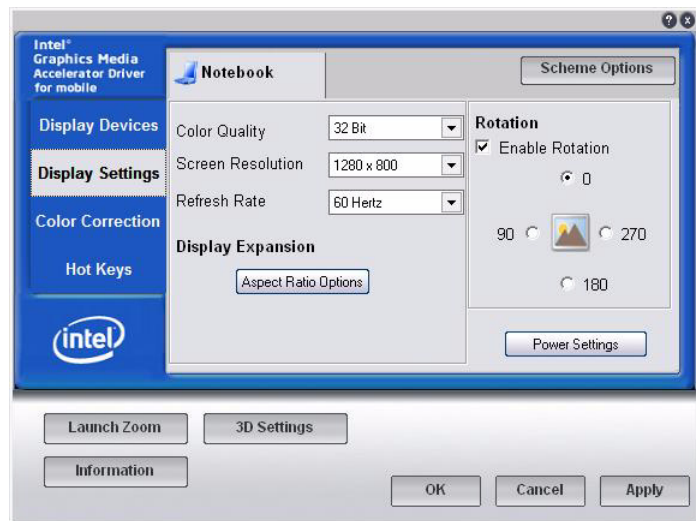 Intel®
Graphics Media
Accelerator Driver
for mobile
Notebook
Scheme Options
Display Devices
Display Settings
Color Correction
Hot Keys
intel
Color Quality
32 Bit
Screen Resolution
1280 x 800
Refresh Rate
60 Hertz
Display Expansion
Aspect Ratio Options
Rotation
Enable Rotation
0
90
270
180
Power Settings
Launch Zoom
3D Settings
Information
OK
Cancel
Apply